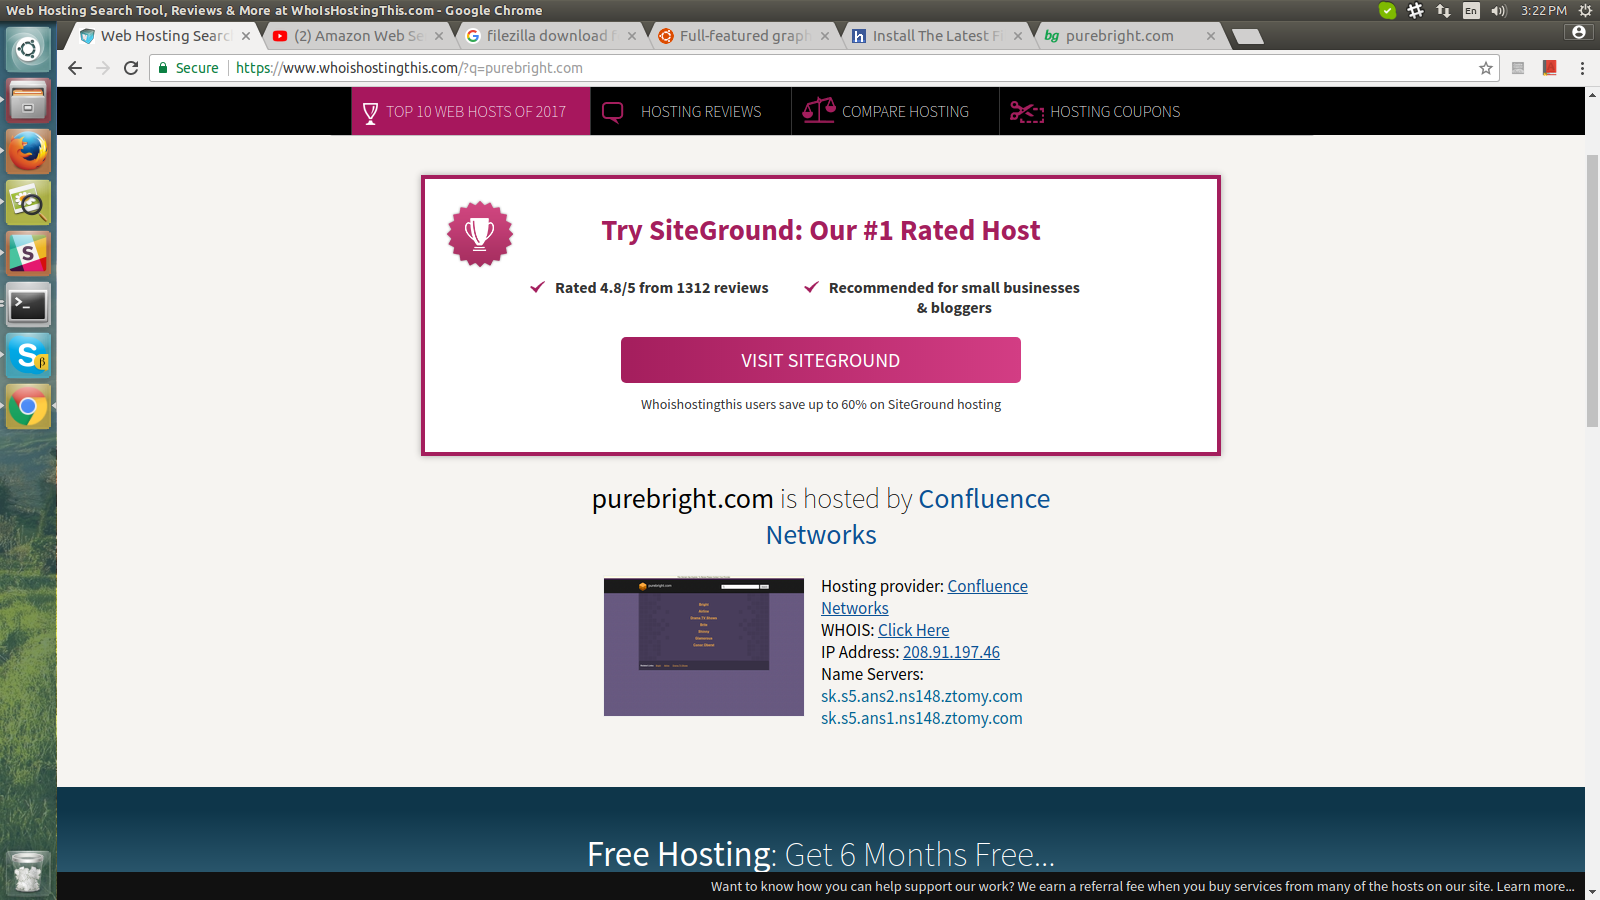 Web Hosting Search Tool, Reviews & More at WhoIsHostingThis.com - Google Chrome
En
3:22 PM
Web Hosting Searc
(2) Amazon Web Se
filezilla download f
Full-featured graph
Install The Latest Fi
bg purebright.com
Secure
https://www.whoishostingthis.com/?q=purebright.com
TOP 10 WEB HOSTS OF 2017
HOSTING REVIEWS
COMPARE HOSTING
HOSTING COUPONS
Try SiteGround: Our #1 Rated Host
Rated 4.8/5 from 1312 reviews
Recommended for small businesses
& bloggers
VISIT SITEGROUND
Whoishostingthis users save up to 60% on SiteGround hosting
purebright.com is hosted by Confluence
Networks
purebright.com
Hosting provider: Confluence
Networks
WHOIS: Click Here
IP Address: 208.91.197.46
Name Servers:
sk.s5.ans2.ns148.ztomy.com
sk.s5.ans1.ns148.ztomy.com
Free Hosting: Get 6 Months Free...
Want to know how you can help support our work? We earn a referral fee when you buy services from many of the hosts on our site. Learn more...